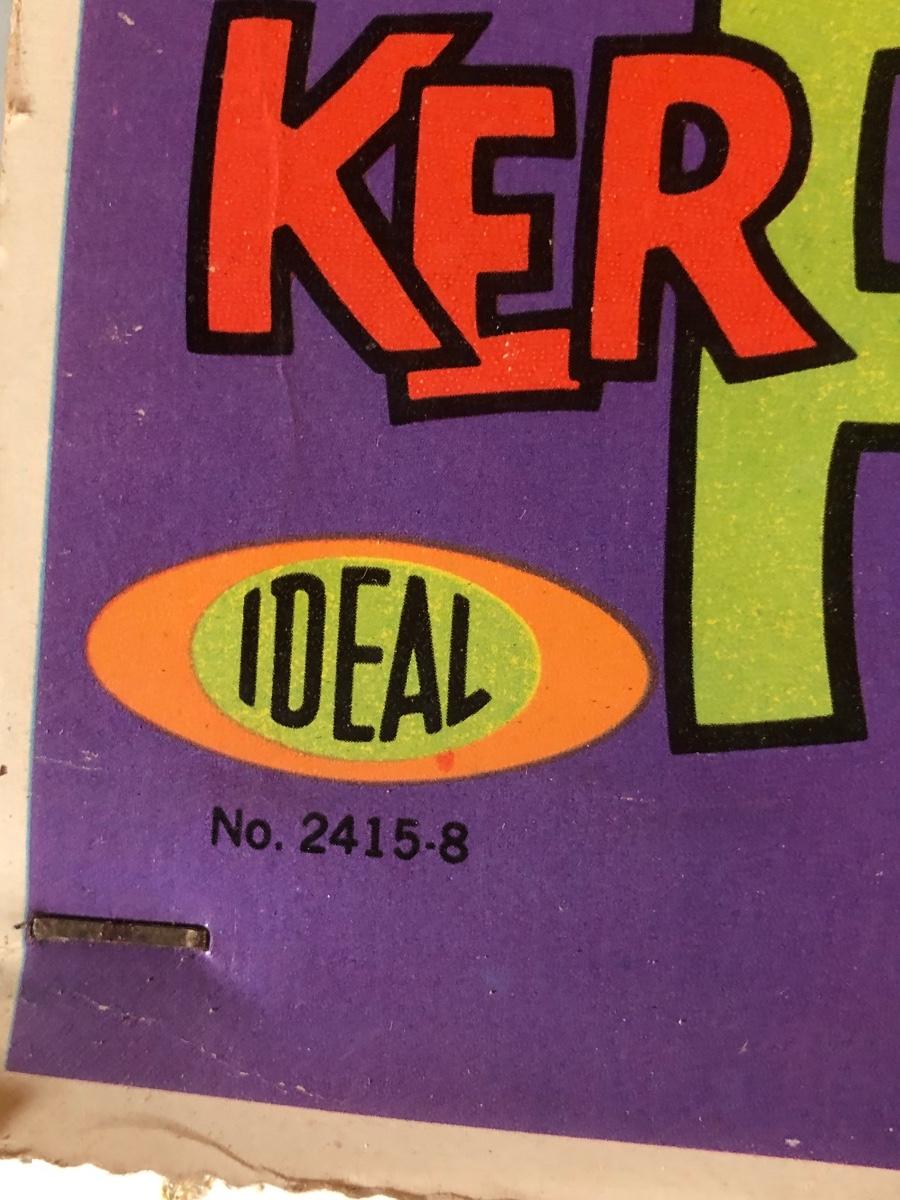 KER
IDEAL
No. 2415-8